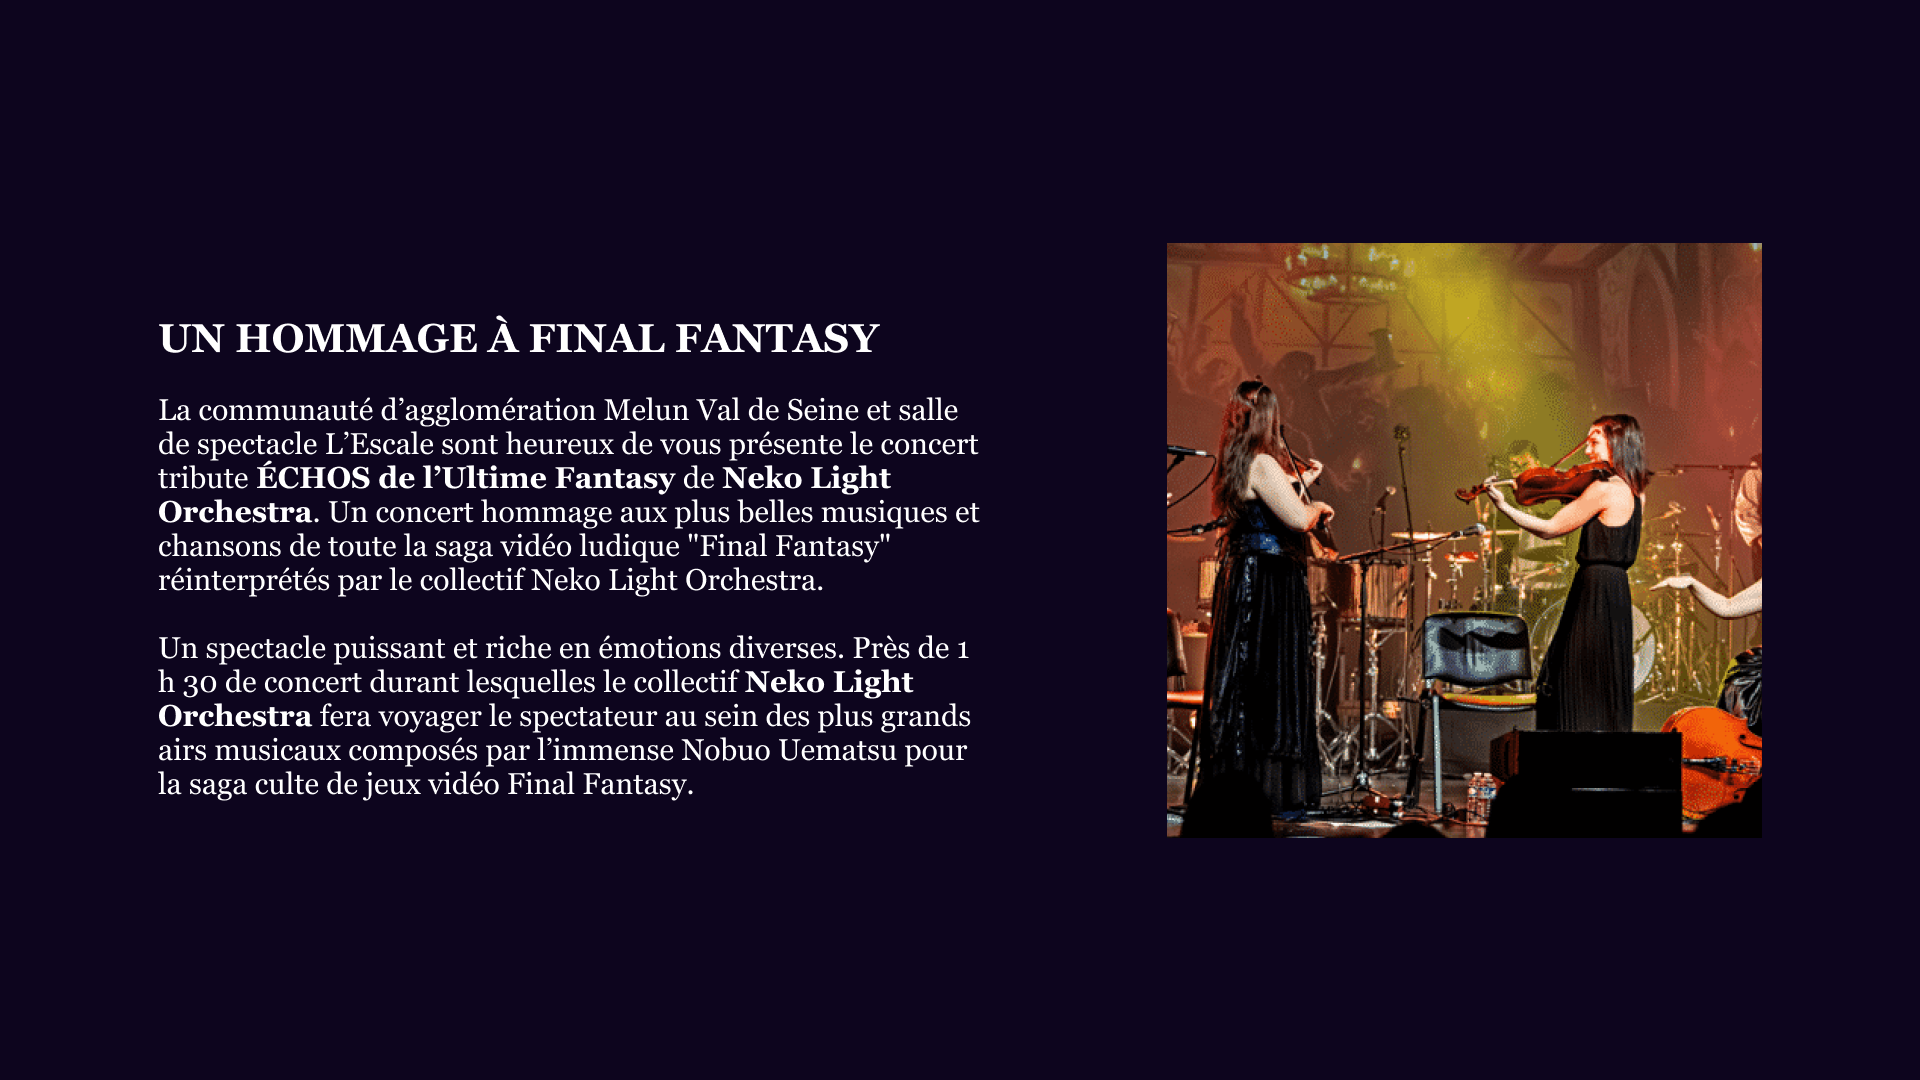 UN HOMMAGE À FINAL FANTASY
La communauté d’agglomération Melun Val de Seine et salle
de spectacle L’Escale sont heureux de vous présente le concert
tribute ÉCHOS de l’Ultime Fantasy de Neko Light
Orchestra. Un concert hommage aux plus belles musiques et
chansons de toute la saga vidéo ludique "Final Fantasy"
réinterprétés par le collectif Neko Light Orchestra.
Un spectacle puissant et riche en émotions diverses. Près de 1
h 30 de concert durant lesquelles le collectif Neko Light
Orchestra fera voyager le spectateur au sein des plus grands
airs musicaux composés par l’immense Nobuo Uematsu pour
la saga culte de jeux vidéo Final Fantasy.